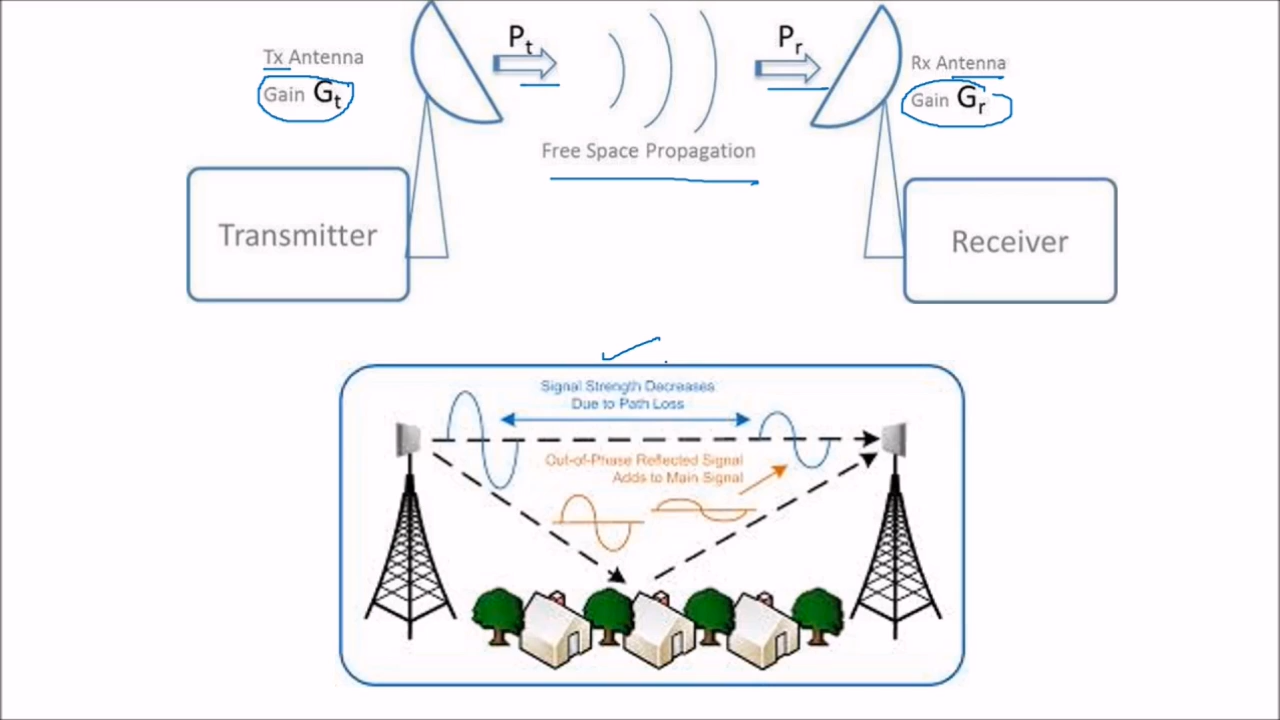 Tx Antenna
Gain Gt
Pt
Pr
Rx Antenna
Gain Gr
Free Space Propagation
Transmitter
Receiver
Signal Strength Decreases
Due to Path Loss
Out-of-Phase Reflected Signal
Adds to Main Signal